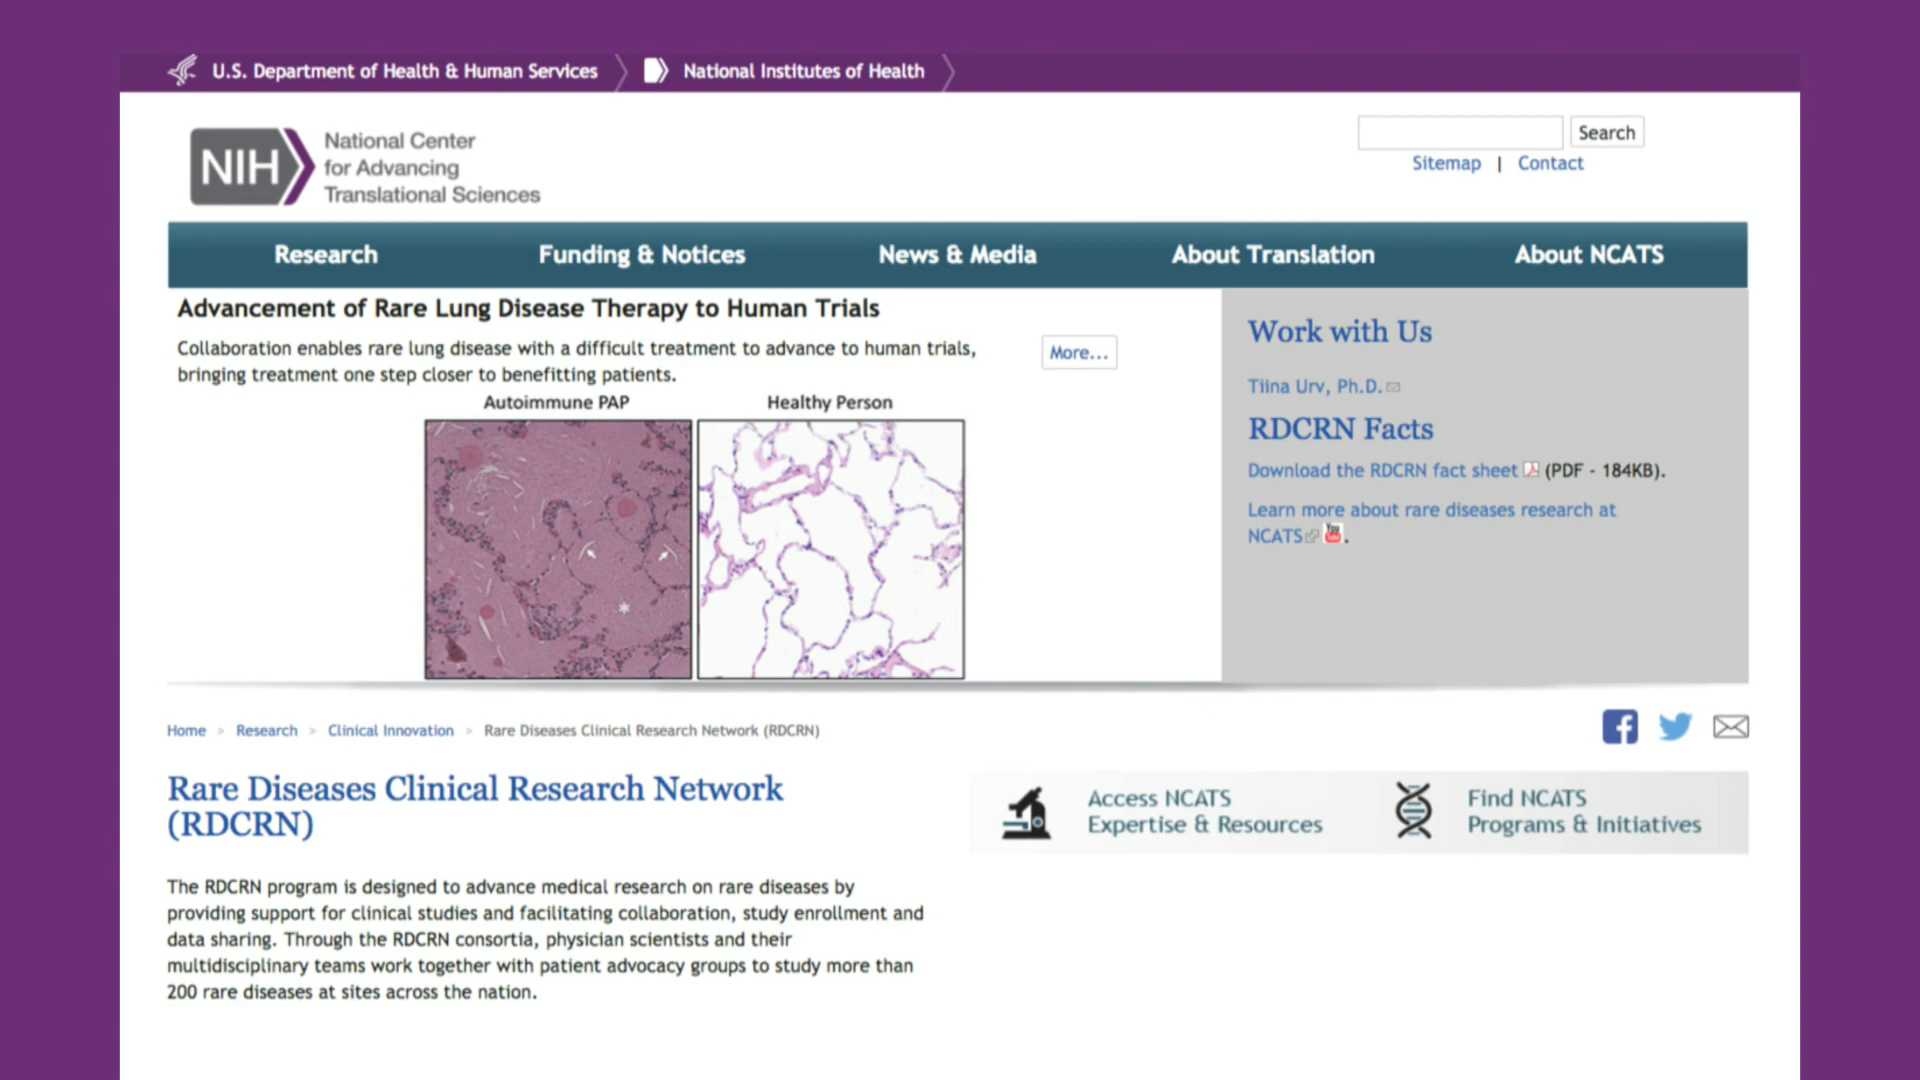 U.S. Department of Health & Human Services
National Institutes of Health
NIH
National Center
for Advancing
Translational Sciences
Search
Sitemap | Contact
Research
Funding & Notices
News & Media
About Translation
About NCATS
Advancement of Rare Lung Disease Therapy to Human Trials
Collaboration enables rare lung disease with a difficult treatment to advance to human trials,
bringing treatment one step closer to benefitting patients.
More...
Autoimmune PAP
Healthy Person
*
Work with Us
Tiina Urv, Ph.D.
RDCRN Facts
Download the RDCRN fact sheet (PDF - 184KB).
Learn more about rare diseases research at
NCATS You Tube.
Home > Research > Clinical Innovation > Rare Diseases Clinical Research Network (RDCRN)
Rare Diseases Clinical Research Network
(RDCRN)
Access NCATS
Expertise & Resources
Find NCATS
Programs & Initiatives
The RDCRN program is designed to advance medical research on rare diseases by
providing support for clinical studies and facilitating collaboration, study enrollment and
data sharing. Through the RDCRN consortia, physician scientists and their
multidisciplinary teams work together with patient advocacy groups to study more than
200 rare diseases at sites across the nation.